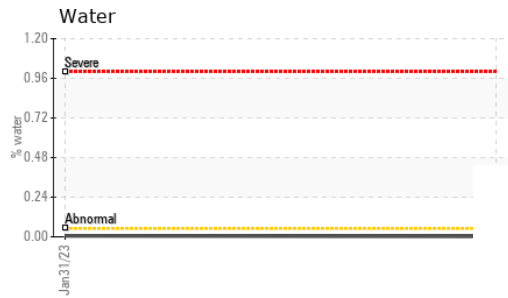 Water
1.20
Severe
0.96
0.72
% water
0.48
0.24
Abnormal
0.00
Jan31/23